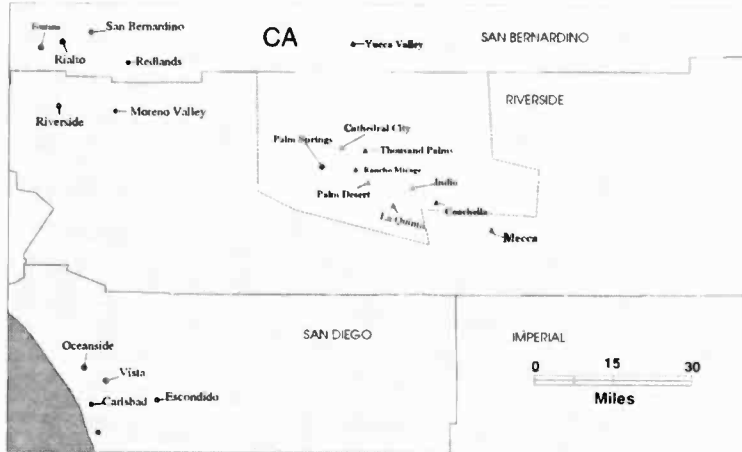 San Bernardino
CA
SAN BERNARDINO
Yucca Valley
Rialto
Redlands
RIVERSIDE
Riverside
Moreno Valley
Cathedral City
Palm Springs
Thousand Palms
Rancho Mirage
Palm Desert
Indio
La Quinta
Coachella
Mecca
SAN DIEGO
IMPERIAL
Oceanside
0 15 30
Vista
Miles
Carlsbad
Escondido